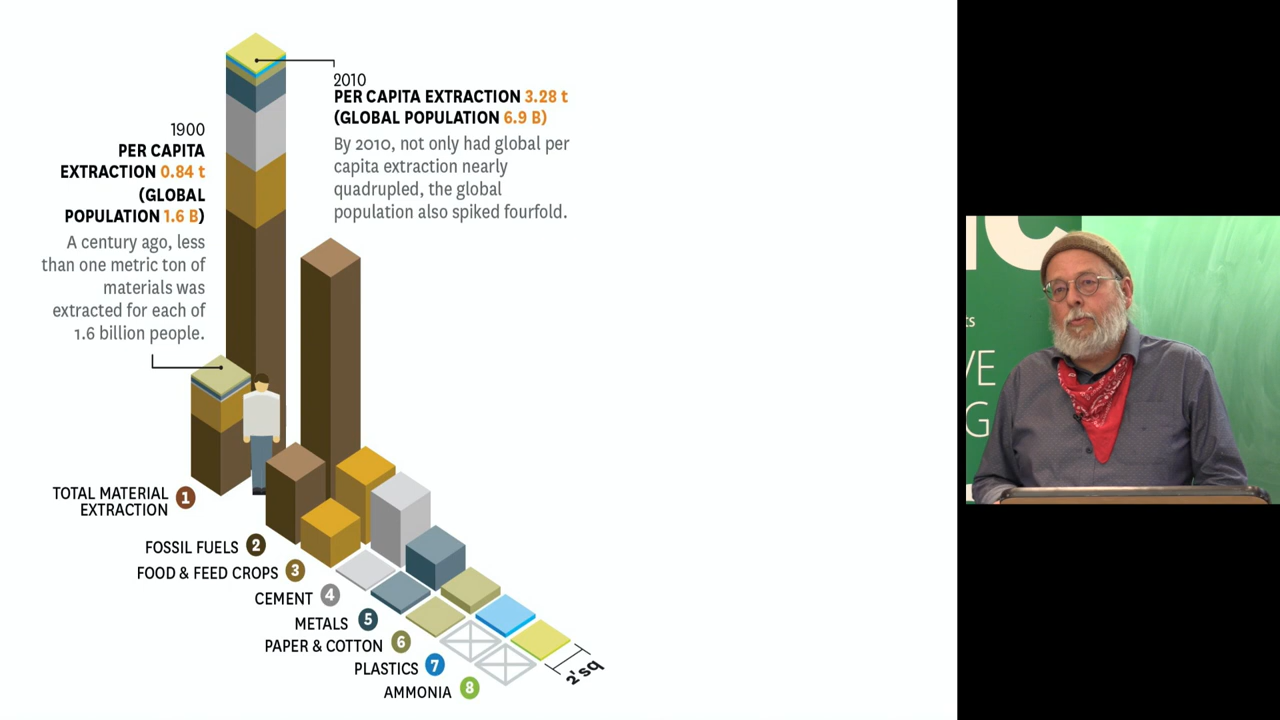 2010
PER CAPITA EXTRACTION 3.28 t
(GLOBAL POPULATION 6.9 B)
By 2010, not only had global per
capita extraction nearly
quadrupled, the global
population also spiked fourfold.
1900
PER CAPITA
EXTRACTION 0.84 t
(GLOBAL
POPULATION 1.6 B)
A century ago, less
than one metric ton of
materials was
extracted for each of
1.6 billion people.
TOTAL MATERIAL
EXTRACTION 1
FOSSIL FUELS 2
FOOD & FEED CROPS 3
CEMENT 4
METALS 5
PAPER & COTTON 6
PLASTICS 7
AMMONIA 8
2' sq
ts
VE
G